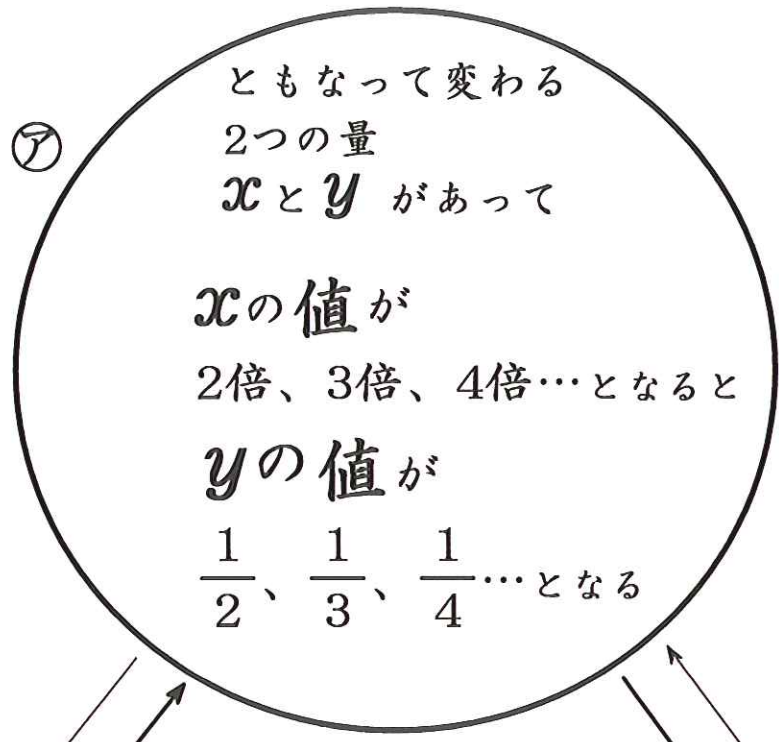 ともなって変わる
㋐
2つの量
xとy があって
xの値が
2倍、3倍、4倍…となると
yの値が
1/2、1/3、1/4…となる